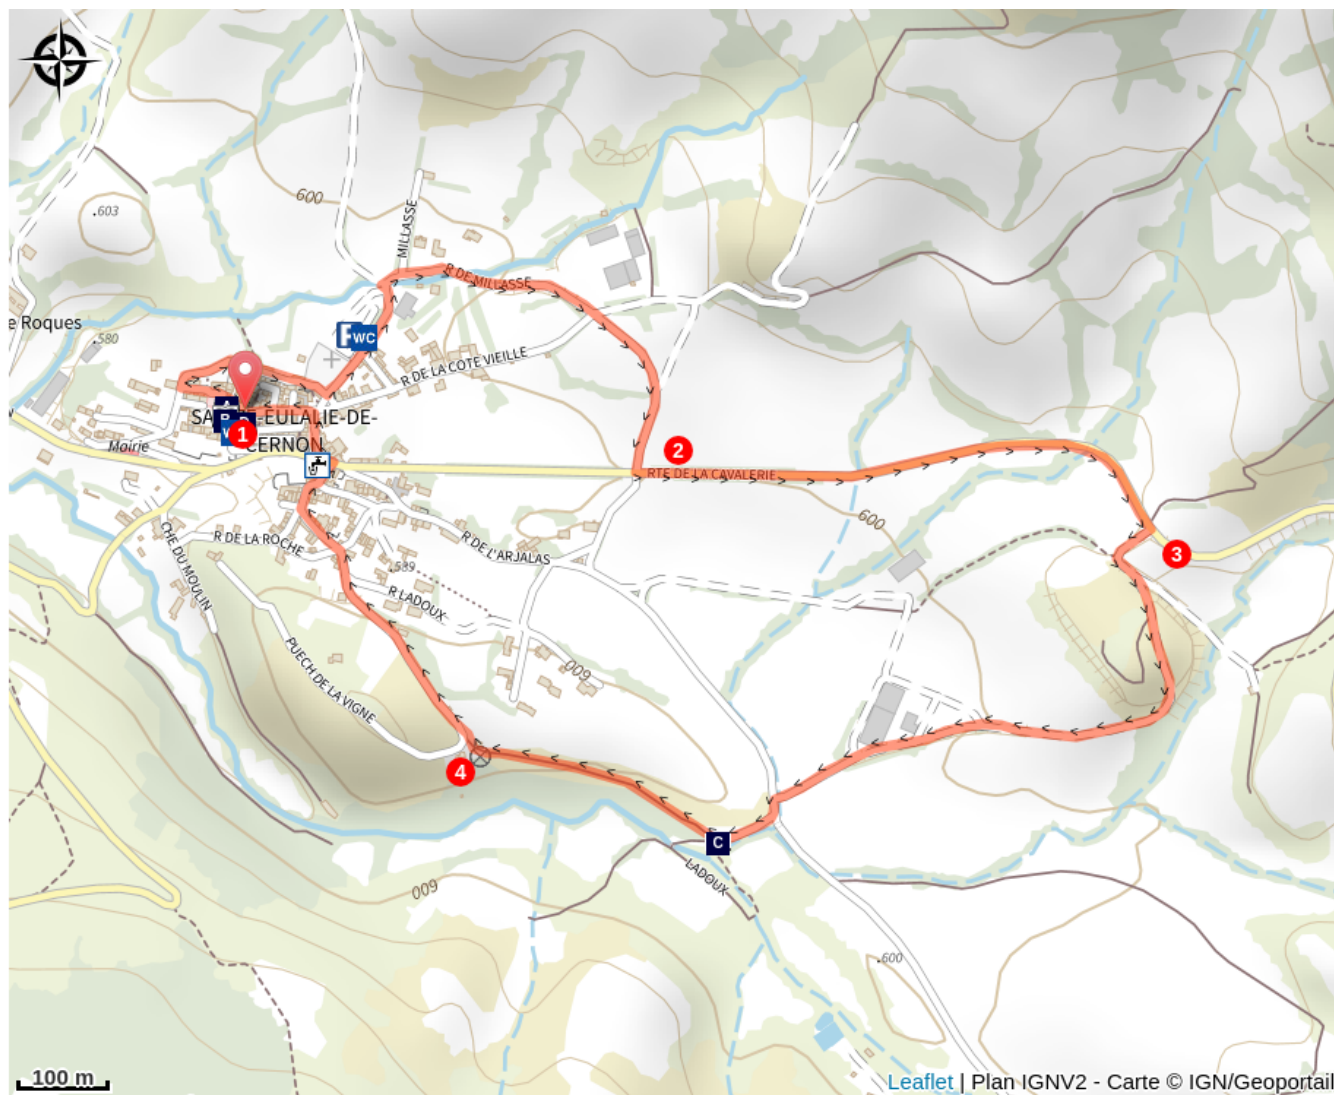 600
.603
MILLASSE
R DE MILLASSE
e Roques
.580
P WC
R DE LA COTE VIEILLE
SA
-EULALIE-DE-
CERNON
Mairie
1
2
RTE DE LA CAVALERIE
600
3
CHE DU MOULIN
R DE LA ROCHE
R DE L'ARJALAS
.589
R LADOUX
600
PUECH DE LA VIGNE
4
C
LADOUX
600
.600
100 m
Leaflet | Plan IGNV2 - Carte © IGN/Geoportail